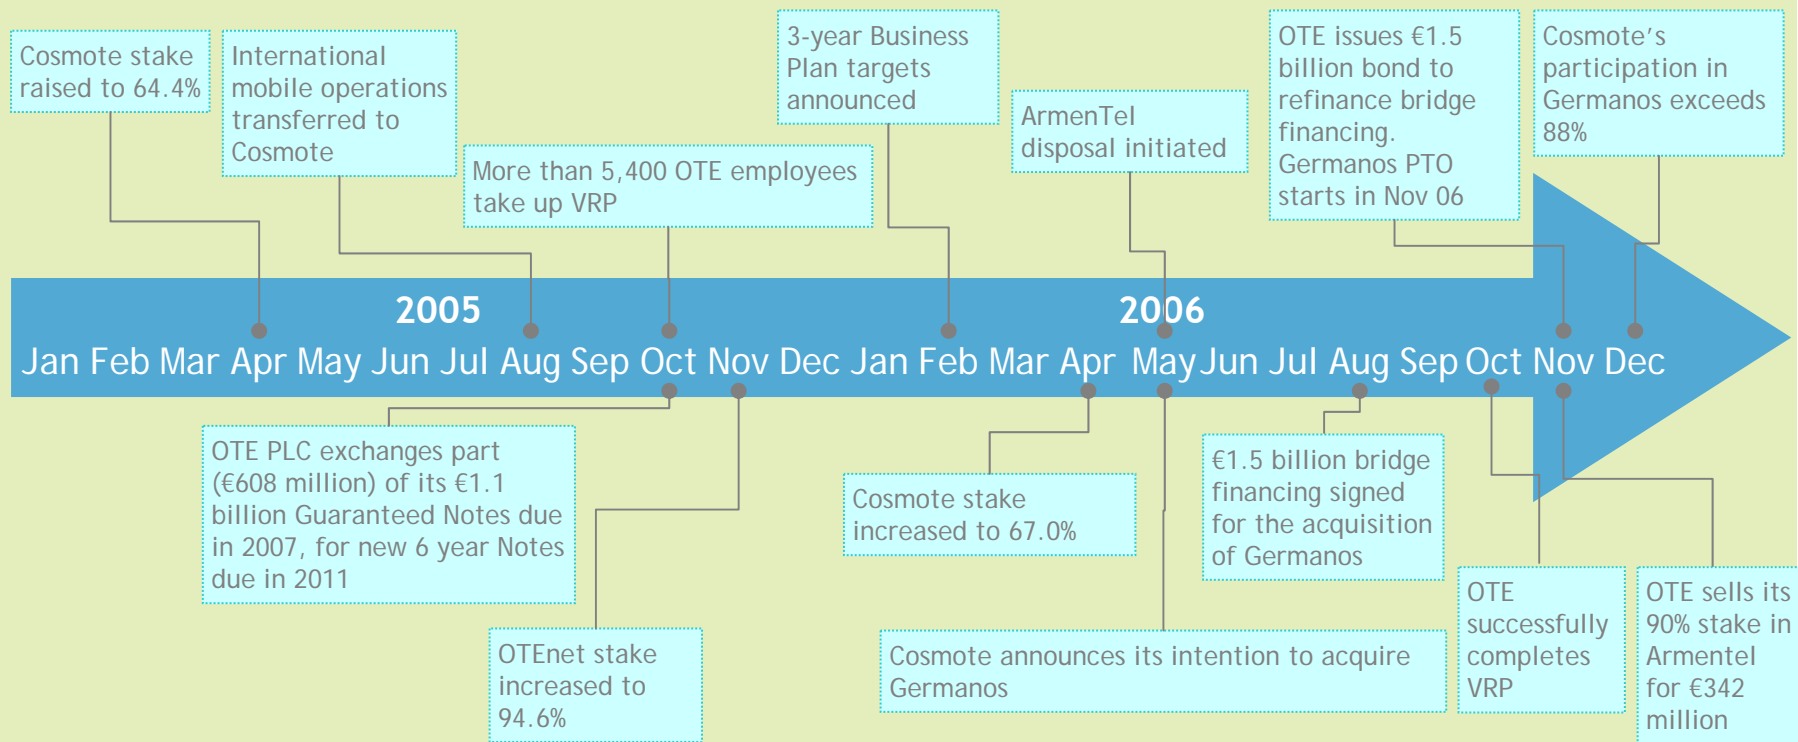 Cosmote stake
raised to 64.4%
International
mobile operations
transferred to
Cosmote
More than 5,400 OTE employees
take up VRP
3-year Business
Plan targets
announced
ArmenTel
disposal initiated
OTE issues €1.5
billion bond to
refinance bridge
financing.
Germanos PTO
starts in Nov 06
Cosmote’s
participation in
Germanos exceeds
88%
2005
2006
Jan Feb Mar Apr May Jun Jul Aug Sep Oct Nov Dec Jan Feb Mar Apr May Jun Jul Aug Sep Oct Nov Dec
OTE PLC exchanges part
(€608 million) of its €1.1
billion Guaranteed Notes due
in 2007, for new 6 year Notes
due in 2011
OTEnet stake
increased to
94.6%
Cosmote stake
increased to 67.0%
Cosmote announces its intention to acquire
Germanos
€1.5 billion bridge
financing signed
for the acquisition
of Germanos
OTE
successfully
completes
VRP
OTE sells its
90% stake in
Armentel
for €342
million